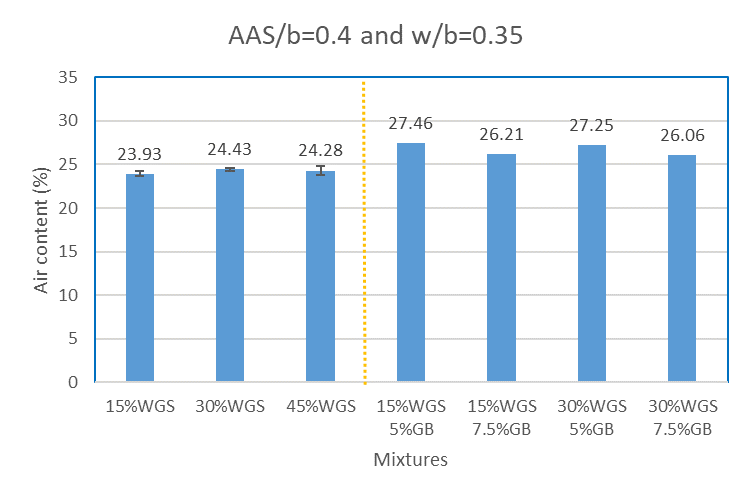 AAS/b=0.4 and w/b=0.35
35
30
25
20
15
10
5
0
Air content (%)
23.93
24.43
24.28
27.46
26.21
27.25
26.06
15%WGS
30%WGS
45%WGS
15%WGS
5%GB
15%WGS
7.5%GB
30%WGS
5%GB
30%WGS
7.5%GB
Mixtures